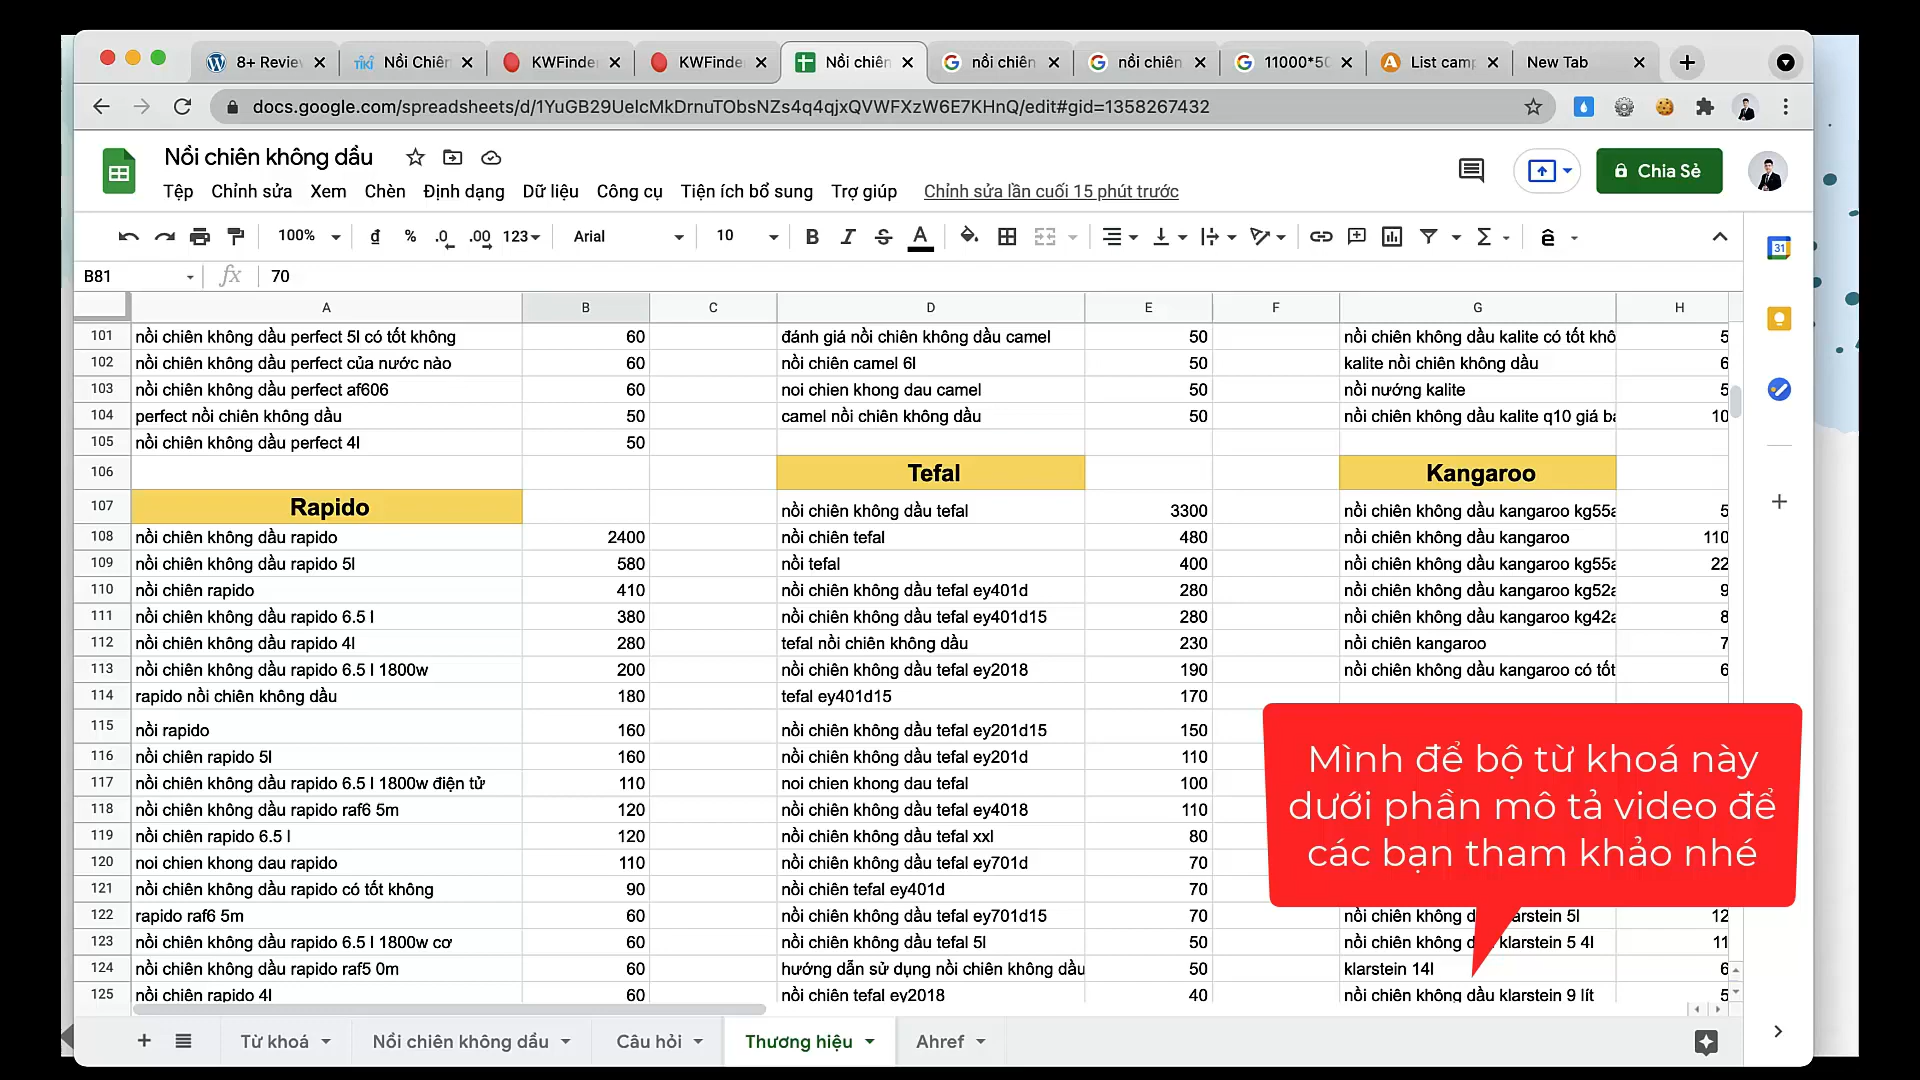 8+ Revie
TIKI Nồi Chiên
KWFinde
KWFinde
Nồi chiên
nồi chiên
nồi chiên
11000*50
List camp
New Tab
docs.google.com/spreadsheets/d/1YuGB29UelcMkDrnuTObsNZs4q4qjxQVWFXzW6E7KHnQ/edit#gid=1358267432
Nồi chiên không dầu
Tệp Chỉnh sửa Xem Chèn Định dạng Dữ liệu Công cụ Tiện ích bổ sung Trợ giúp Chỉnh sửa lần cuối 15 phút trước
Chia Sẻ
100% đ % .0 .00 123 Arial 10 B I S A Σ ê
31
B81 fx 70
A B C D E F G H
101 nồi chiên không dầu perfect 5l có tốt không 60 đánh giá nồi chiên không dầu camel 50 nồi chiên không dầu kalite có tốt khô 5
102 nồi chiên không dầu perfect của nước nào 60 nồi chiên camel 6l 50 kalite nồi chiên không dầu 6
103 nồi chiên không dầu perfect af606 60 noi chien khong dau camel 50 nồi nướng kalite 5
104 perfect nồi chiên không dầu 50 camel nồi chiên không dầu 50 nồi chiên không dầu kalite q10 giá ba 10
105 nồi chiên không dầu perfect 4l 50
106 Tefal Kangaroo
107 Rapido nồi chiên không dầu tefal 3300 nồi chiên không dầu kangaroo kg55a 5
108 nồi chiên không dầu rapido 2400 nồi chiên tefal 480 nồi chiên không dầu kangaroo 110
109 nồi chiên không dầu rapido 5l 580 nồi tefal 400 nồi chiên không dầu kangaroo kg55a 22
110 nồi chiên rapido 410 nồi chiên không dầu tefal ey401d 280 nồi chiên không dầu kangaroo kg52a 9
111 nồi chiên không dầu rapido 6.5 l 380 nồi chiên không dầu tefal ey401d15 280 nồi chiên không dầu kangaroo kg42a 8
112 nồi chiên không dầu rapido 4l 280 tefal nồi chiên không dầu 230 nồi chiên kangaroo 7
113 nồi chiên không dầu rapido 6.5 l 1800w 200 nồi chiên không dầu tefal ey2018 190 nồi chiên không dầu kangaroo có tốt 6
114 rapido nồi chiên không dầu 180 tefal ey401d15 170
115 nồi rapido 160 nồi chiên không dầu tefal ey201d15 150
116 nồi chiên rapido 5l 160 nồi chiên không dầu tefal ey201d 110
117 nồi chiên không dầu rapido 6.5 l 1800w điện tử 110 noi chien khong dau tefal 100
118 nồi chiên không dầu rapido raf6 5m 120 nồi chiên không dầu tefal ey4018 110
119 nồi chiên rapido 6.5 l 120 nồi chiên không dầu tefal xxl 80
120 noi chien khong dau rapido 110 nồi chiên không dầu tefal ey701d 70
121 nồi chiên không dầu rapido có tốt không 90 nồi chiên tefal ey401d 70
122 rapido raf6 5m 60 nồi chiên không dầu tefal ey701d15 70 nồi chiên không d arstein 5l 12
123 nồi chiên không dầu rapido 6.5 l 1800w cơ 60 nồi chiên không dầu tefal 5l 50 nồi chiên không d klarstein 5 4l 11
124 nồi chiên không dầu rapido raf5 0m 60 hướng dẫn sử dụng nồi chiên không dầu 50 klarstein 14l 6
125 nồi chiên rapido 4l 60 nồi chiên tefal ey2018 40 nồi chiên không dầu klarstein 9 lít 5
Mình để bộ từ khoá này
dưới phần mô tả video để
các bạn tham khảo nhé
Từ khoá Nồi chiên không dầu Câu hỏi Thương hiệu Ahref